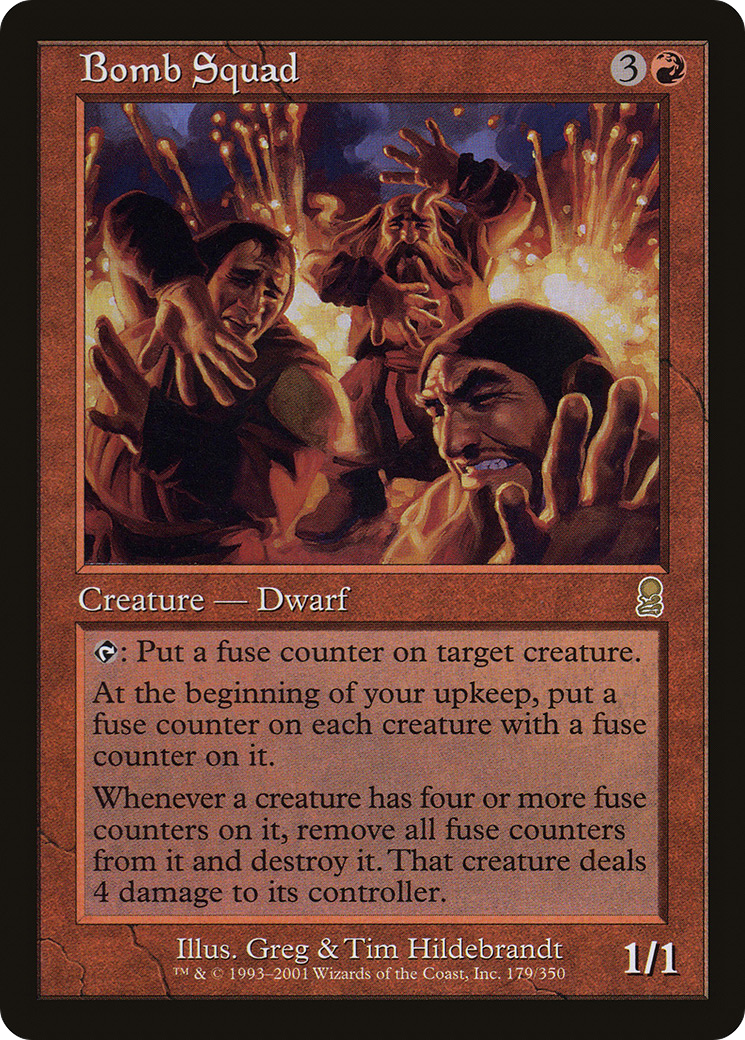 Bomb Squad 3
Creature — Dwarf
: Put a fuse counter on target creature.
At the beginning of your upkeep, put a
fuse counter on each creature with a fuse
counter on it.
Whenever a creature has four or more fuse
counters on it, remove all fuse counters
from it and destroy it. That creature deals
4 damage to its controller.
Illus. Greg & Tim Hildebrandt
1/1
™ & © 1993–2001 Wizards of the Coast, Inc. 179/350